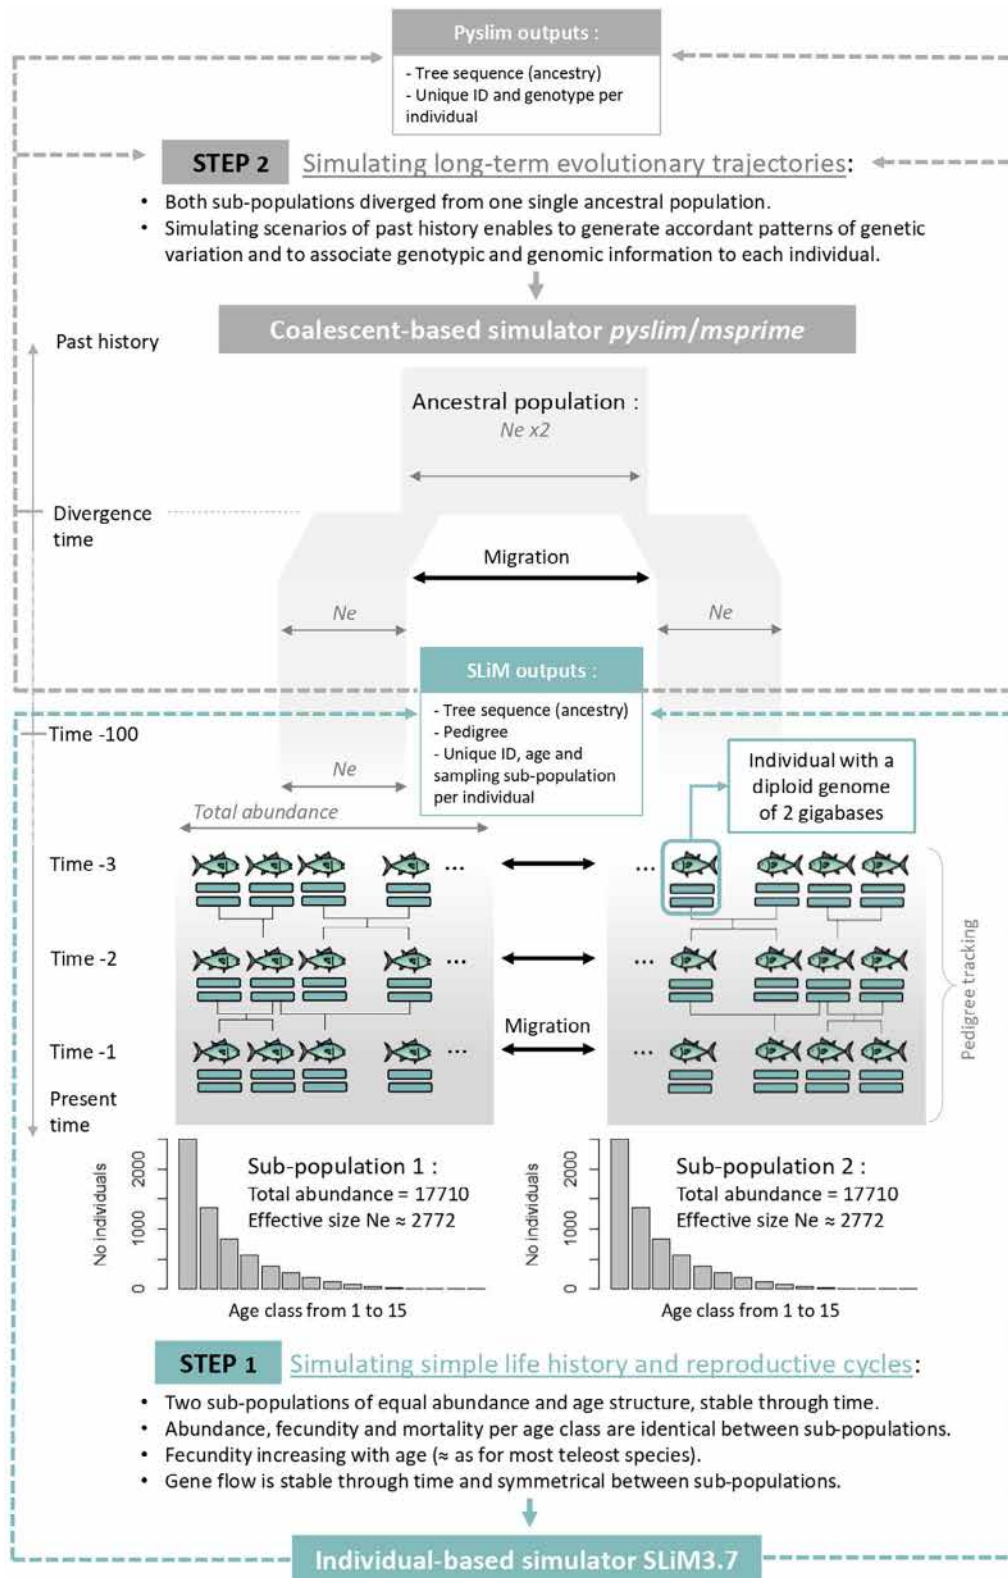 Pyslim outputs :
- Tree sequence (ancestry)
- Unique ID and genotype per
individual
STEP 2 Simulating long-term evolutionary trajectories:
• Both sub-populations diverged from one single ancestral population.
• Simulating scenarios of past history enables to generate accordant patterns of genetic
variation and to associate genotypic and genomic information to each individual.
Coalescent-based simulator pyslim/msprime
Past history
Ancestral population :
Ne x2
Divergence
time
Migration
Ne
Ne
SLiM outputs :
- Tree sequence (ancestry)
- Pedigree
- Unique ID, age and
sampling sub-population
per individual
Time -100
Ne
Individual with a
diploid genome
of 2 gigabases
Total abundance
Time -3
...
...
Time -2
...
...
Pedigree tracking
Migration
Time -1
...
...
Present
time
No individuals
0 1000 2000
Sub-population 1 :
Total abundance = 17710
Effective size Ne ≈ 2772
Age class from 1 to 15
No individuals
0 1000 2000
Sub-population 2 :
Total abundance = 17710
Effective size Ne ≈ 2772
Age class from 1 to 15
STEP 1 Simulating simple life history and reproductive cycles:
• Two sub-populations of equal abundance and age structure, stable through time.
• Abundance, fecundity and mortality per age class are identical between sub-populations.
• Fecundity increasing with age (≈ as for most teleost species).
• Gene flow is stable through time and symmetrical between sub-populations.
Individual-based simulator SLiM3.7